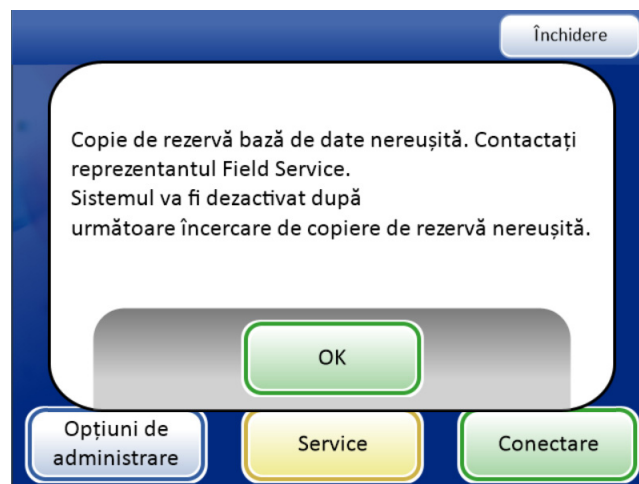 Închidere
Copie de rezervă bază de date nereușită. Contactați
reprezentantul Field Service.
Sistemul va fi dezactivat după
următoare încercare de copiere de rezervă nereușită.
OK
Opțiuni de
administrare
Service
Conectare